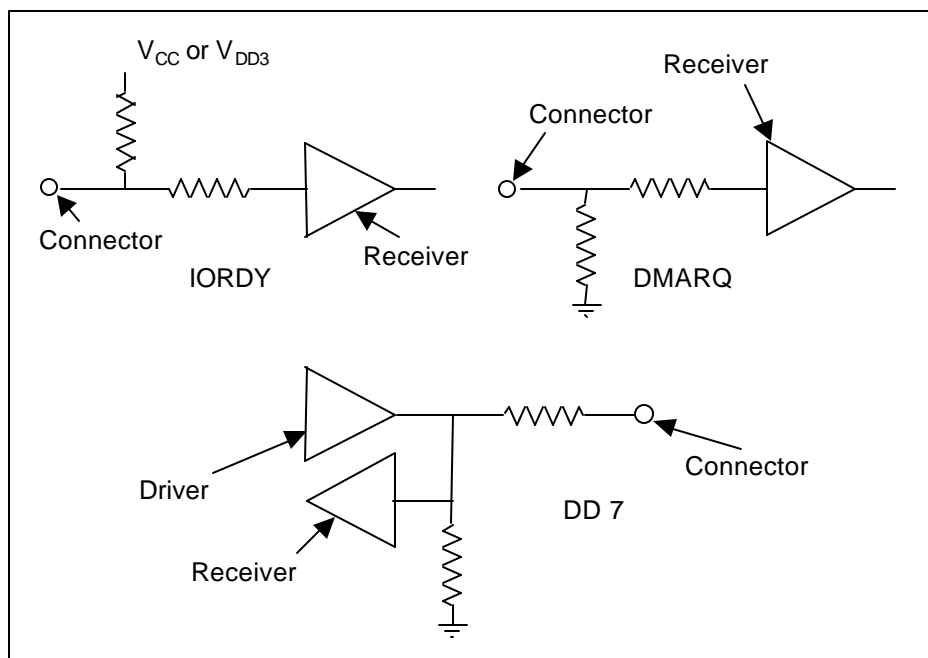 V_CC or V_DD3
Connector
Receiver
IORDY
Receiver
Connector
DMARQ
Driver
Receiver
Connector
DD 7